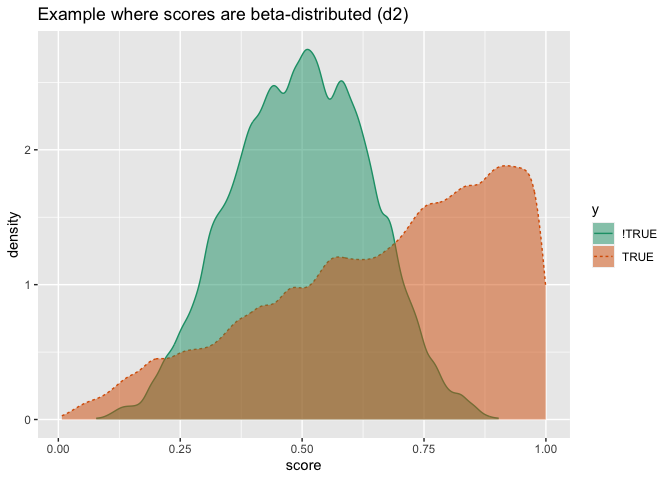 Example where scores are beta-distributed (d2)
density
2
1
0
0.00 0.25 0.50 0.75 1.00
score
y
!TRUE
TRUE